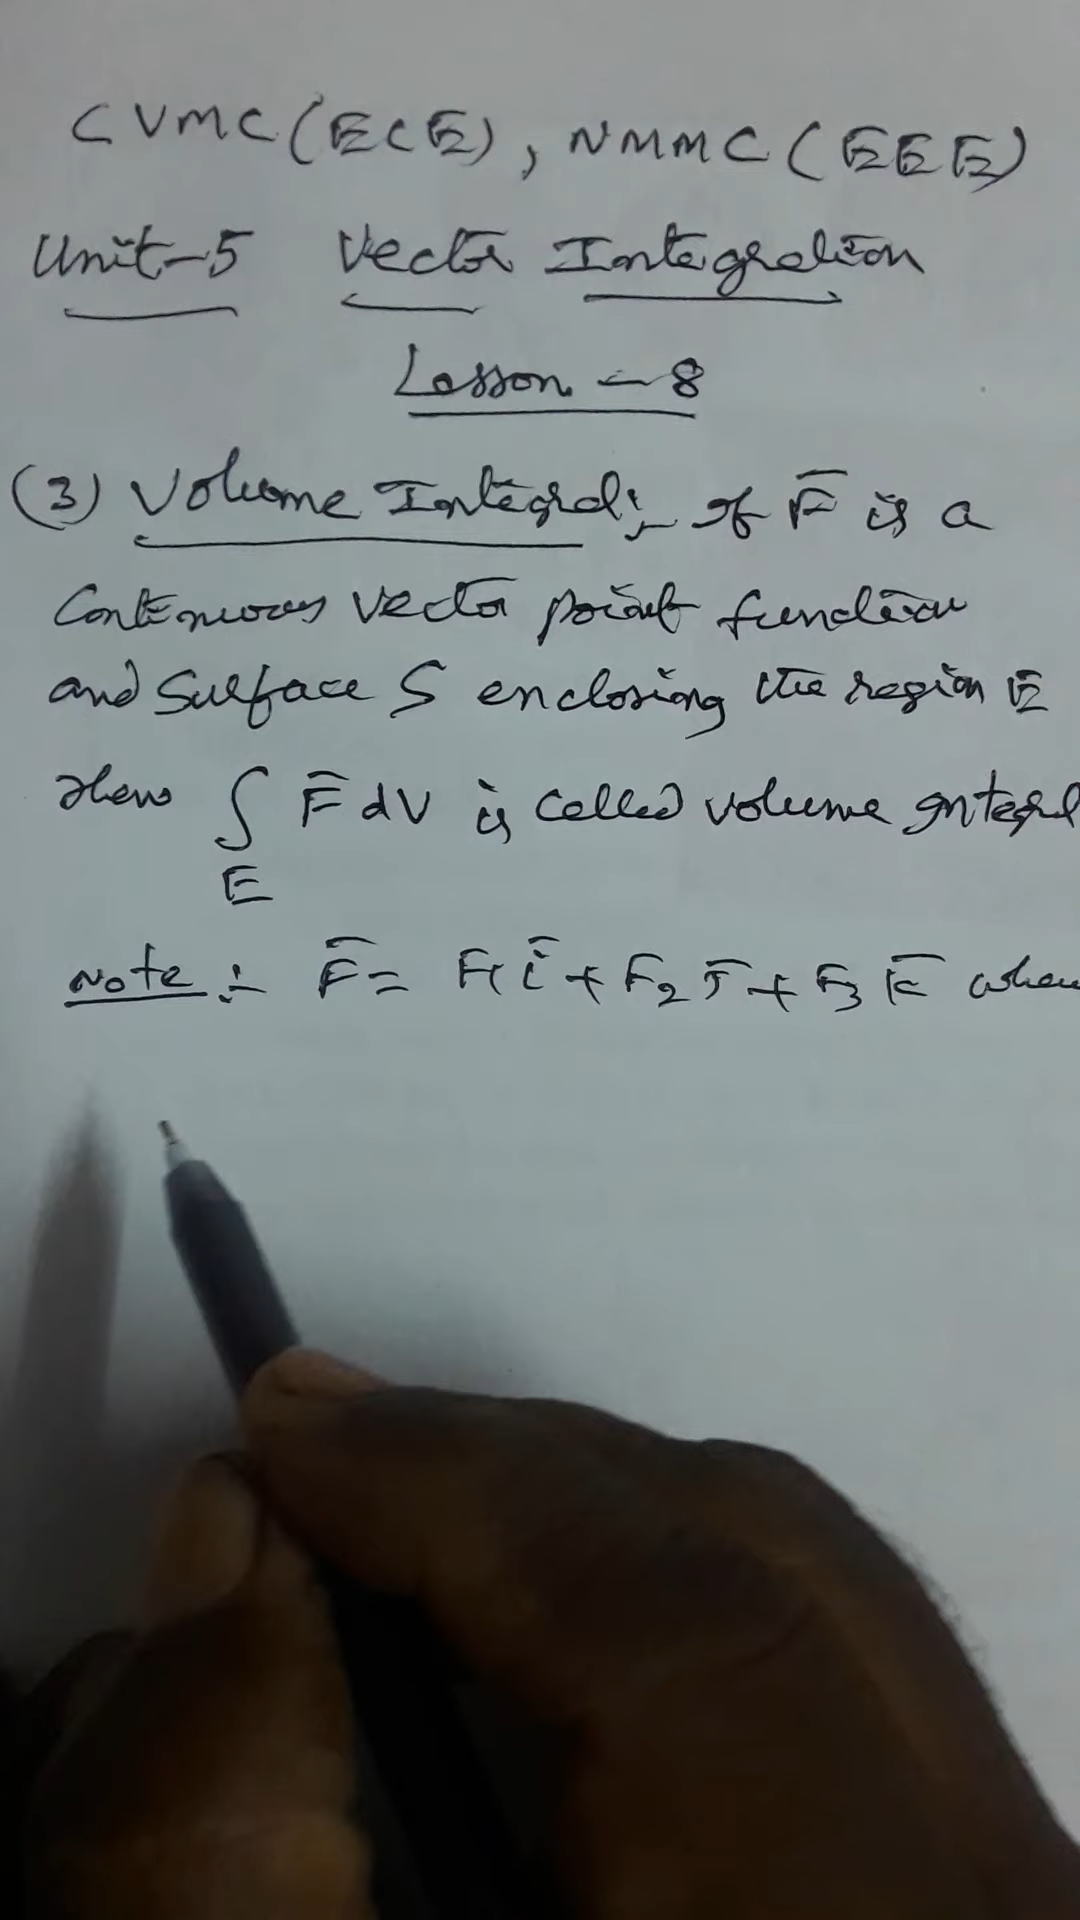 CVMC (ECE), NMMC (EEE)
Unit-5 Vector Integration
Lesson - 8
(3) Volume Integral :- If F̅ is a
Continuous vector point function
and Surface S enclosing the region E
then ∫ F̅ dV is called volume Integral
E
Note :- F̅ = F1 i̅ + F2 j̅ + F3 k̅ where